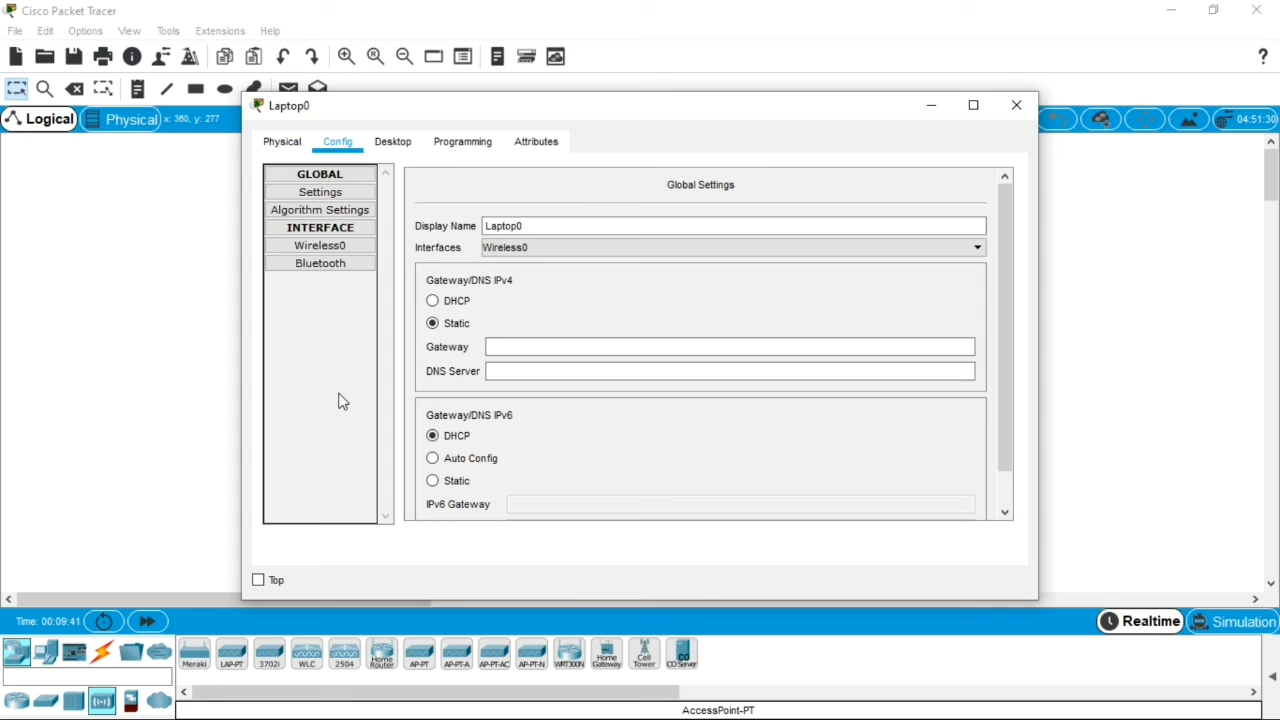 Cisco Packet Tracer
File Edit Options View Tools Extensions Help
Logical Physical x: 360, y: 277
04:51:30
Laptop0
Physical Config Desktop Programming Attributes
GLOBAL
Settings
Algorithm Settings
INTERFACE
Wireless0
Bluetooth
Global Settings
Display Name Laptop0
Interfaces Wireless0
Gateway/DNS IPv4
DHCP
Static
Gateway
DNS Server
Gateway/DNS IPv6
DHCP
Auto Config
Static
IPv6 Gateway
Top
Time: 00:09:41
Realtime Simulation
Meraki LAP-PT 3702i WLC 2504 Home Router AP-PT AP-PT-A AP-PT-AC AP-PT-N WRT300N Home Gateway Cell Tower CO Server
AccessPoint-PT